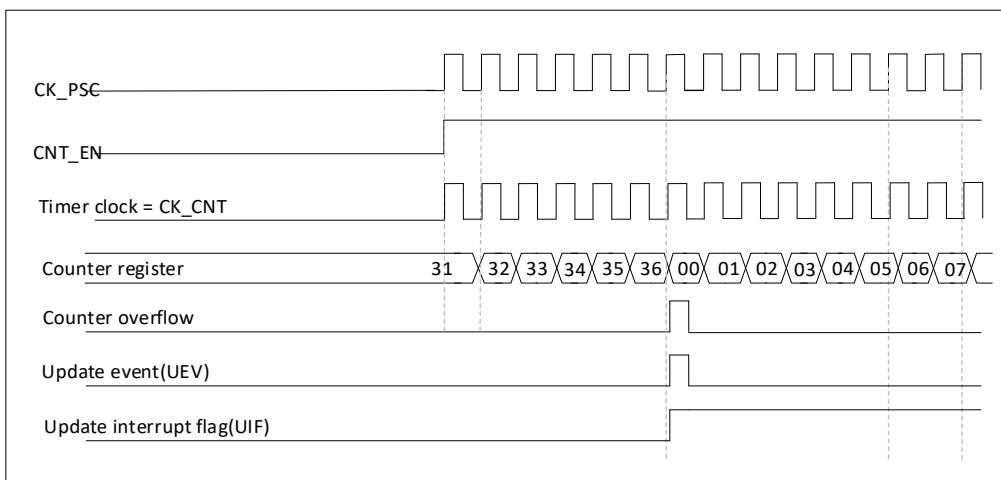 CK_PSC
CNT_EN
Timer clock = CK_CNT
Counter register 31 32 33 34 35 36 00 01 02 03 04 05 06 07
Counter overflow
Update event(UEV)
Update interrupt flag(UIF)